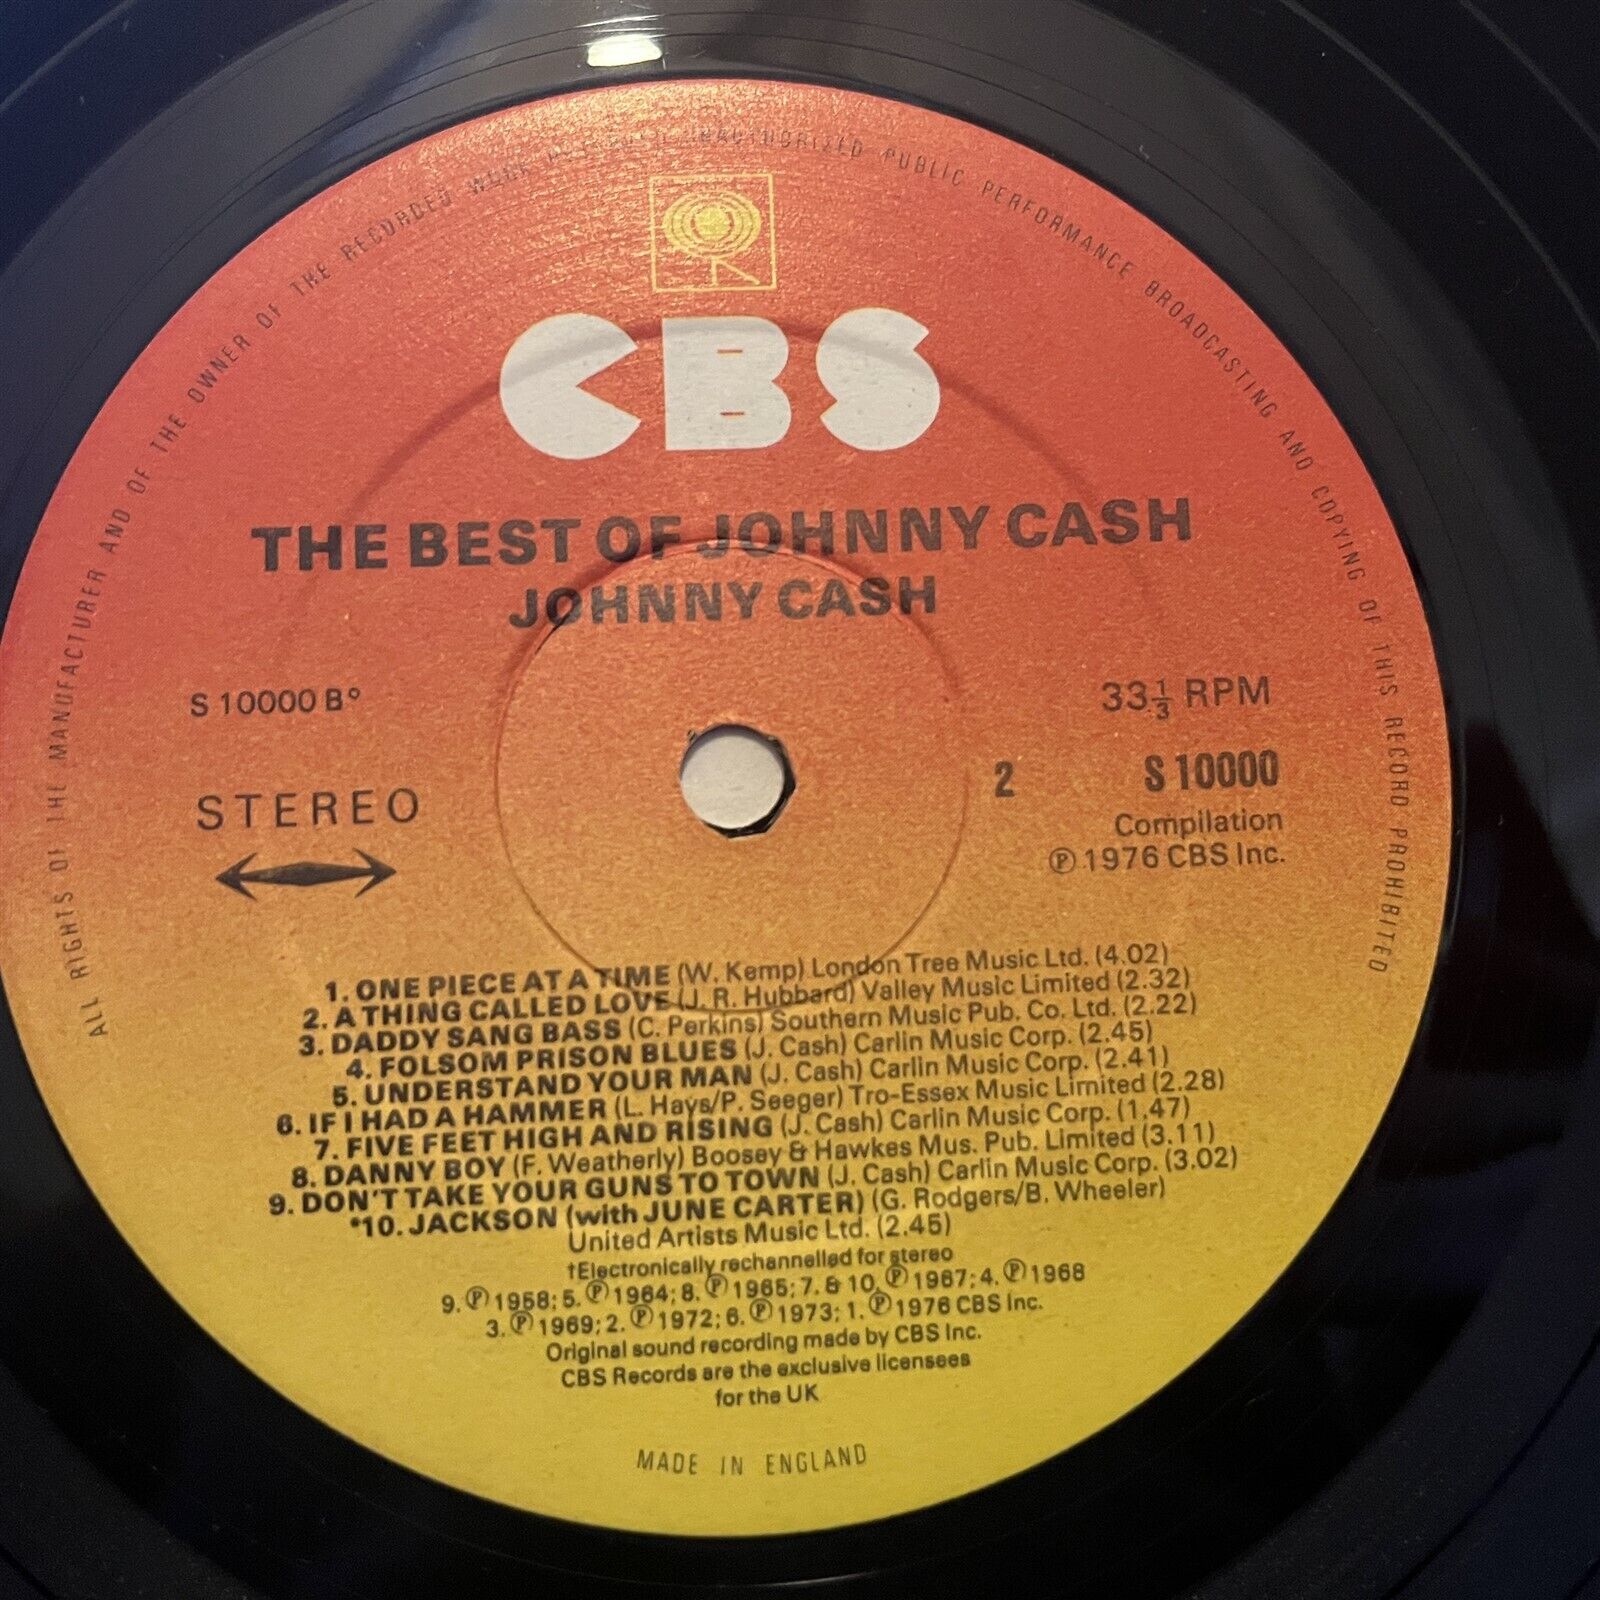 ALL RIGHTS OF THE MANUFACTURER AND OF THE OWNER OF THE RECORDED WORK PUBLIC PERFORMANCE BROADCASTING AND COPYING OF THIS RECORD PROHIBITED
CBS
THE BEST OF JOHNNY CASH
JOHNNY CASH
S 10000 B°
33⅓ RPM
2 S 10000
STEREO
Compilation
℗ 1976 CBS Inc.
1. ONE PIECE AT A TIME (W. Kemp) London Tree Music Ltd. (4.02)
2. A THING CALLED LOVE (J. R. Hubbard) Valley Music Limited (2.32)
3. DADDY SANG BASS (C. Perkins) Southern Music Pub. Co. Ltd. (2.22)
4. FOLSOM PRISON BLUES (J. Cash) Carlin Music Corp. (2.45)
5. UNDERSTAND YOUR MAN (J. Cash) Carlin Music Corp. (2.41)
6. IF I HAD A HAMMER (L. Hays/P. Seeger) Tro-Essex Music Limited (2.28)
7. FIVE FEET HIGH AND RISING (J. Cash) Carlin Music Corp. (1.47)
8. DANNY BOY (F. Weatherly) Boosey & Hawkes Mus. Pub. Limited (3.11)
9. DON'T TAKE YOUR GUNS TO TOWN (J. Cash) Carlin Music Corp. (3.02)
*10. JACKSON (with JUNE CARTER) (G. Rodgers/B. Wheeler)
United Artists Music Ltd. (2.45)
†Electronically rechannelled for stereo
9. ℗ 1958; 5. ℗ 1964; 8. ℗ 1965; 7. & 10. ℗ 1967; 4. ℗ 1968
3. ℗ 1969; 2. ℗ 1972; 6. ℗ 1973; 1. ℗ 1976 CBS Inc.
Original sound recording made by CBS Inc.
CBS Records are the exclusive licensees
for the UK
MADE IN ENGLAND